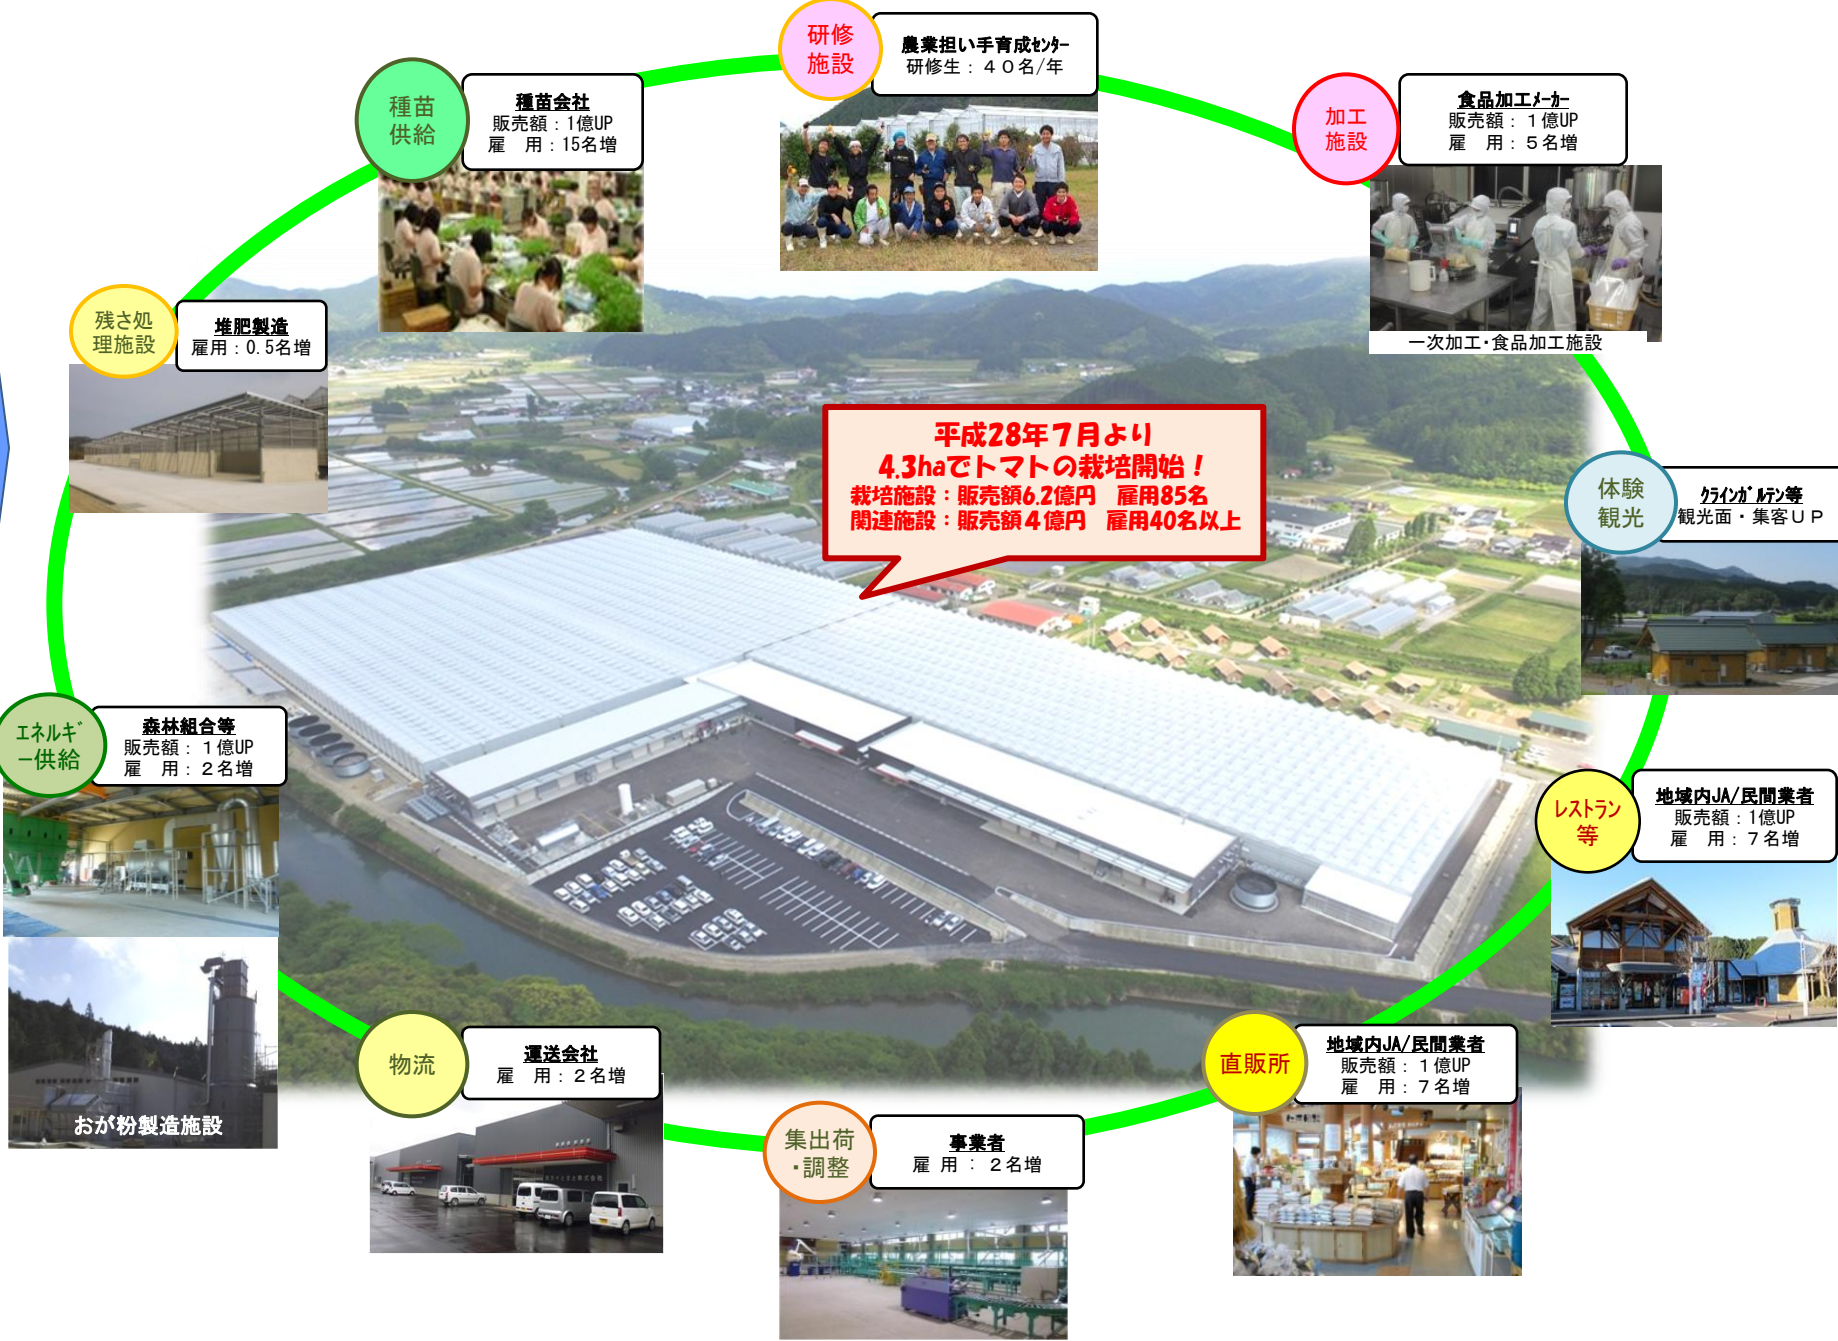 研修
施設
農業担い手育成ｾﾝﾀｰ
研修生：４０名/年
種苗
供給
種苗会社
販売額：1億UP
雇　用：15名増
加工
施設
食品加工ﾒｰｶｰ
販売額：１億UP
雇　用：５名増
一次加工・食品加工施設
残さ処
理施設
堆肥製造
雇用：0.5名増
平成28年７月より
4.3haでトマトの栽培開始！
栽培施設：販売額6.2億円　雇用85名
関連施設：販売額４億円　雇用40名以上
体験
観光
ｸﾗｲﾝｶﾞﾙﾃﾝ等
観光面・集客ＵＰ
エネルギ
ー供給
森林組合等
販売額：１億UP
雇　用：２名増
おが粉製造施設
レストラン
等
地域内JA/民間業者
販売額：1億UP
雇　用：７名増
物流
運送会社
雇　用：２名増
直販所
地域内JA/民間業者
販売額：１億UP
雇　用：７名増
集出荷
・調整
事業者
雇 用 ： ２名増